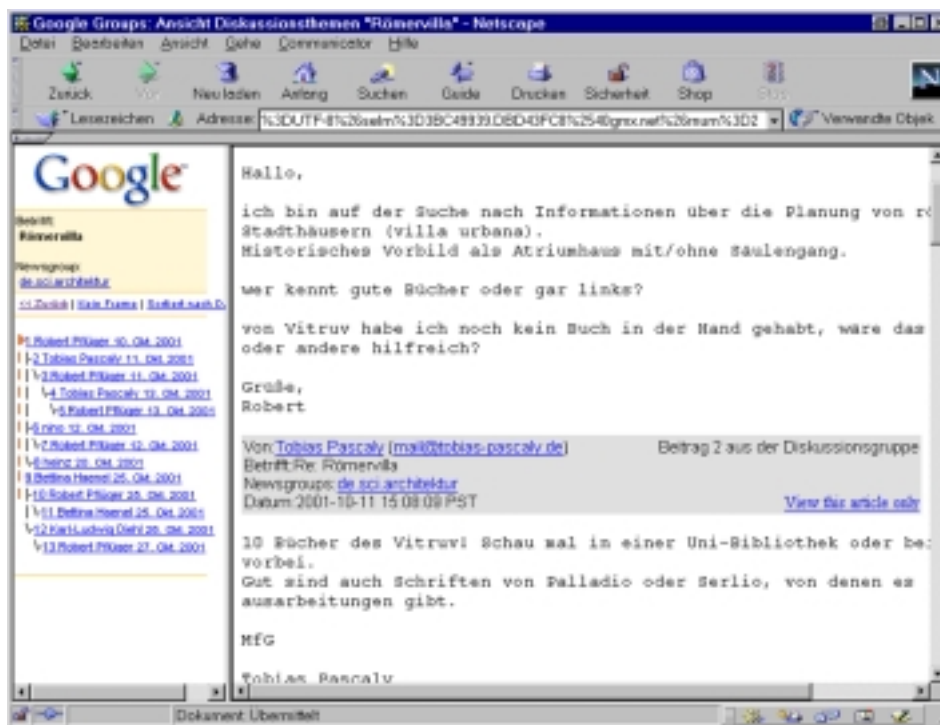 Google Groups: Ansicht Diskussionsthemen "Römervilla" - Netscape
Datei Bearbeiten Ansicht Gehe Communicator Hilfe
Zurück Vor Neu laden Anfang Suchen Guide Drucken Sicherheit Shop Stop
Lesezeichen Adresse: %3DUTF-8%26selm%3D3BC49939.DBD43FC8%2540gmx.net%26rnum%3D2 Verwandte Objek
Google
Betrifft:
Römervilla
Newsgroup:
de.sci.architektur
<< Zurück | Kein Frame | Sortiert nach D
1 Robert Pflüger 10. Okt. 2001
2 Tobias Pascaly 11. Okt. 2001
3 Robert Pflüger 11. Okt. 2001
4 Tobias Pascaly 13. Okt. 2001
5 Robert Pflüger 13. Okt. 2001
6 nino 12. Okt. 2001
7 Robert Pflüger 12. Okt. 2001
8 heinz 20. Okt. 2001
9 Bettina Haenel 25. Okt. 2001
10 Robert Pflüger 25. Okt. 2001
11 Bettina Haenel 25. Okt. 2001
12 Karl-Ludwig Diehl 26. Okt. 2001
13 Robert Pflüger 27. Okt. 2001
Hallo,
ich bin auf der Suche nach Informationen über die Planung von rö
Stadthäusern (villa urbana).
Historisches Vorbild als Atriumhaus mit/ohne Säulengang.
wer kennt gute Bücher oder gar links?
von Vitruv habe ich noch kein Buch in der Hand gehabt, wäre das
oder andere hilfreich?
Grüße,
Robert
Von: Tobias Pascaly (mail@tobias-pascaly.de) Beitrag 2 aus der Diskussionsgruppe
Betrifft:Re: Römervilla
Newsgroups: de.sci.architektur
Datum:2001-10-11 15:08:09 PST View this article only
10 Bücher des Vitruv! Schau mal in einer Uni-Bibliothek oder be
vorbei.
Gut sind auch Schriften von Palladio oder Serlio, von denen es
ausarbeitungen gibt.
MfG
Tobias Pascaly
Dokument: Übermittelt